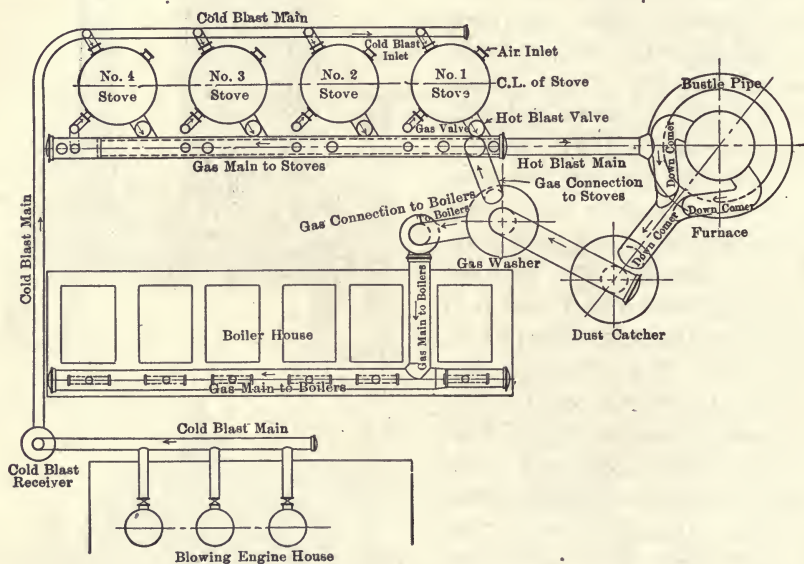 Cold Blast Main
Cold Blast
Inlet
Air Inlet
No. 4
Stove
No. 3
Stove
No. 2
Stove
No. 1
Stove
C.L. of Stove
Bustle Pipe
Hot Blast Valve
Gas Valve
Gas Main to Stoves
Hot Blast Main
Down Comer
Gas Connection
to Stoves
Gas Connection to Boilers
To Boilers
Down Comer
Down Comer
Furnace
Gas Washer
Dust Catcher
Cold Blast Main
Boiler House
Gas Main to Boilers
Gas Main to Boilers
Cold Blast Main
Cold Blast
Receiver
Blowing Engine House